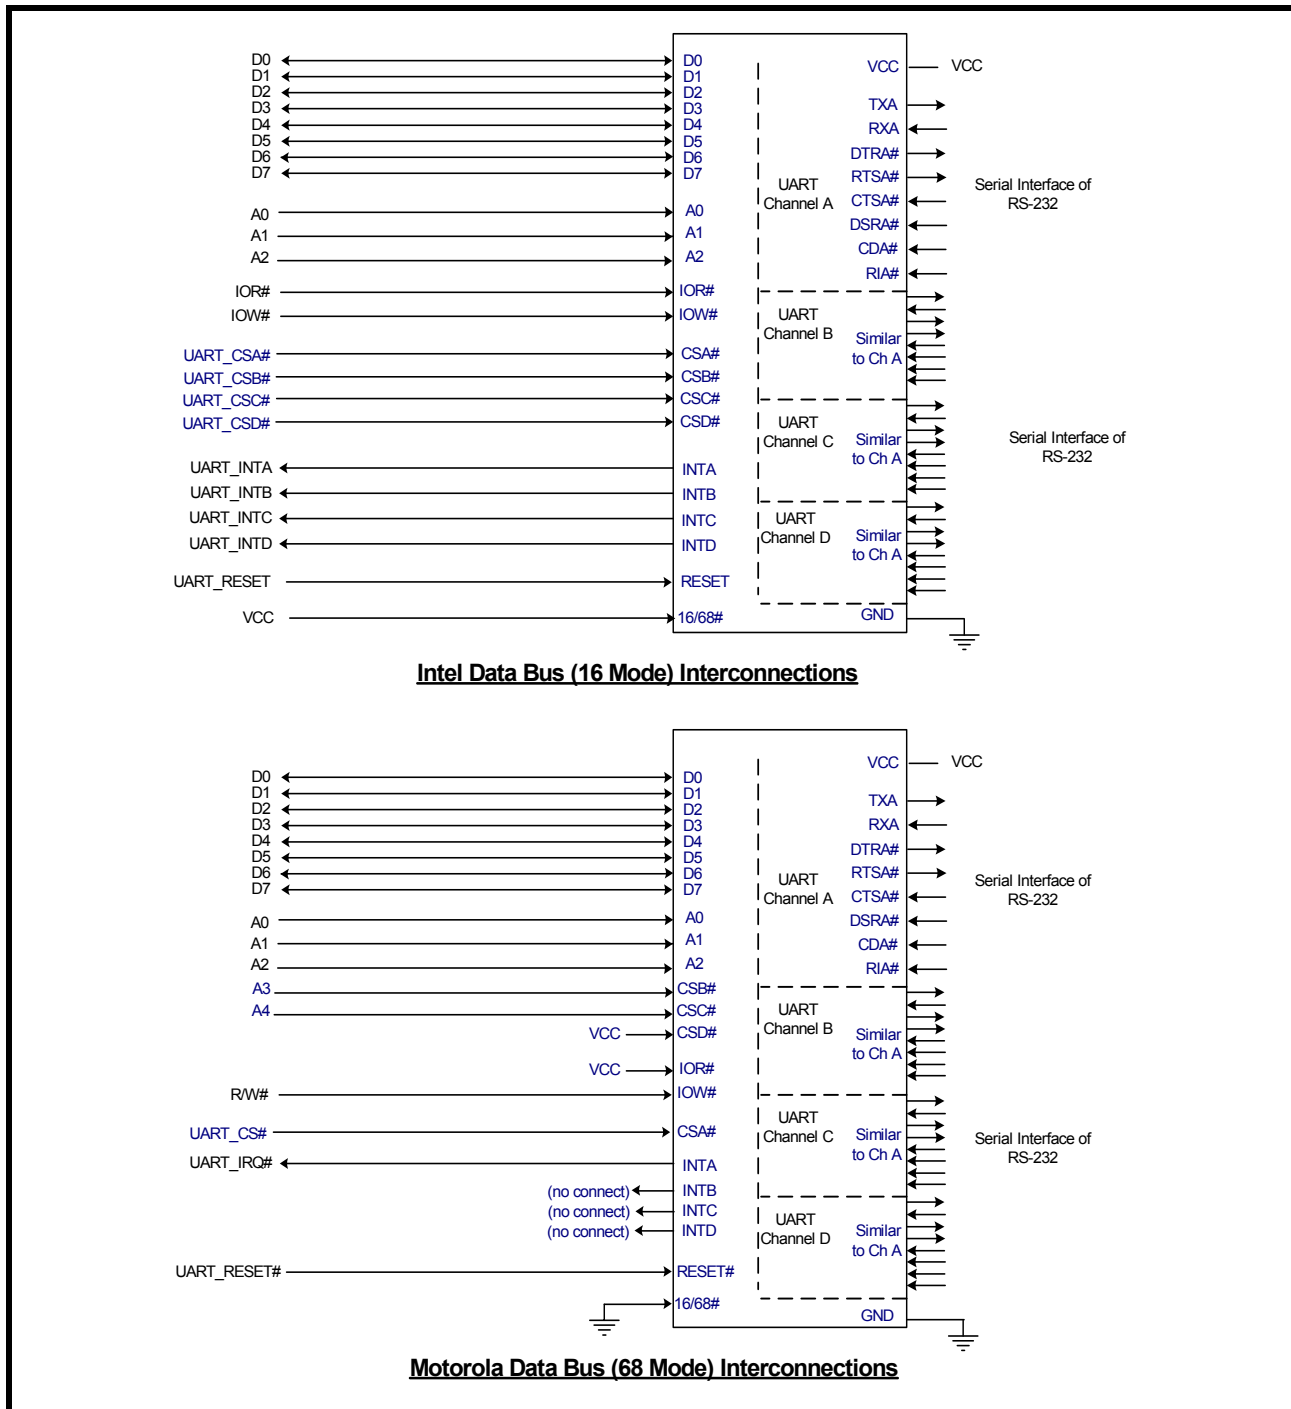 D0 D0 VCC VCC
D1 D1
D2 D2
D3 D3 TXA
D4 D4 RXA
D5 D5
D6 D6 DTRA#
D7 D7 RTSA#
UART
Channel A
Serial Interface of
RS-232
CTSA#
A0 A0 DSRA#
A1 A1 CDA#
A2 A2 RIA#
IOR# IOR#
IOW# IOW#
UART
Channel B
Similar
to Ch A
UART_CSA# CSA#
UART_CSB# CSB#
UART_CSC# CSC#
UART_CSD# CSD#
UART
Channel C
Similar
to Ch A
Serial Interface of
RS-232
UART_INTA INTA
UART_INTB INTB
UART_INTC INTC
UART_INTD INTD
UART
Channel D
Similar
to Ch A
UART_RESET RESET
VCC 16/68# GND
Intel Data Bus (16 Mode) Interconnections
D0 D0 VCC VCC
D1 D1
D2 D2
D3 D3 TXA
D4 D4 RXA
D5 D5
D6 D6 DTRA#
D7 D7 RTSA#
UART
Channel A
Serial Interface of
RS-232
CTSA#
A0 A0 DSRA#
A1 A1 CDA#
A2 A2 RIA#
A3 CSB#
A4 CSC#
VCC CSD#
UART
Channel B
Similar
to Ch A
VCC IOR#
R/W# IOW#
UART_CS# CSA#
UART
Channel C
Similar
to Ch A
Serial Interface of
RS-232
UART_IRQ# INTA
(no connect) INTB
(no connect) INTC
(no connect) INTD
UART
Channel D
Similar
to Ch A
UART_RESET# RESET#
16/68# GND
Motorola Data Bus (68 Mode) Interconnections